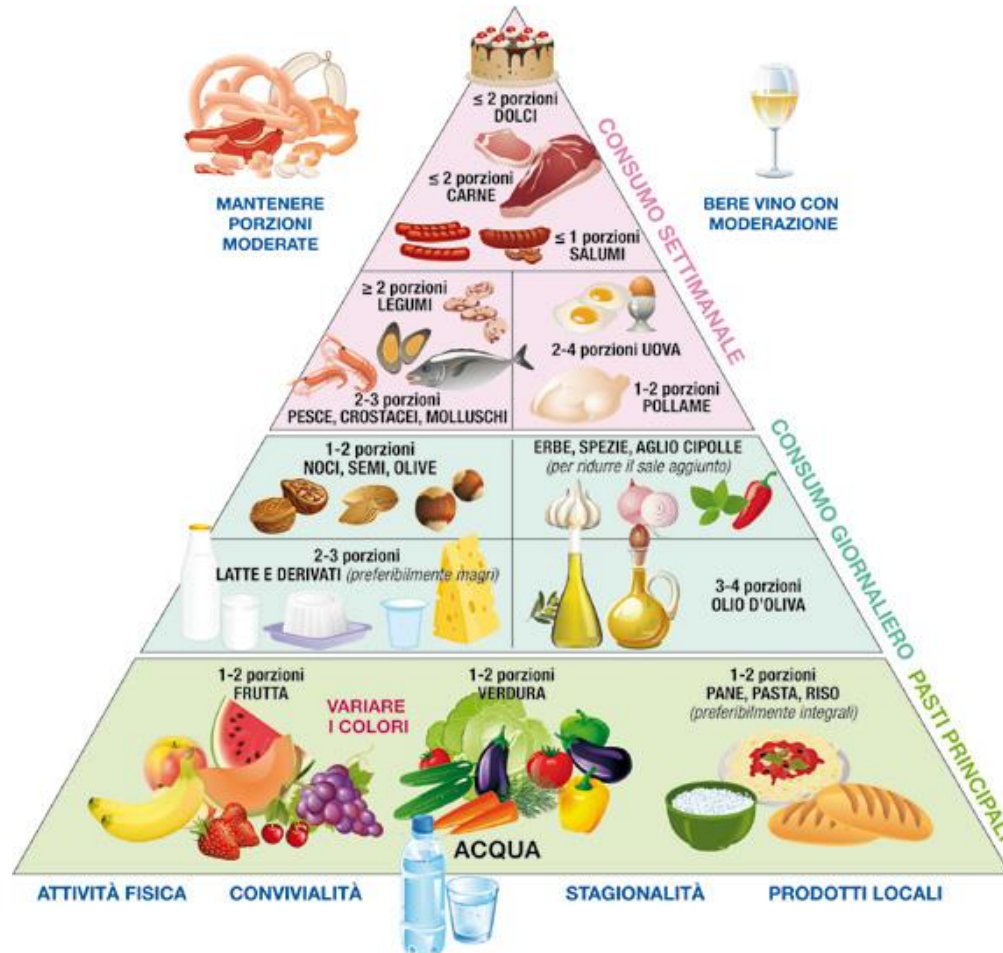 ≤ 2 porzioni
DOLCI
≤ 2 porzioni
CARNE
≤ 1 porzioni
SALUMI
MANTENERE
PORZIONI
MODERATE
BERE VINO CON
MODERAZIONE
CONSUMO SETTIMANALE
≥ 2 porzioni
LEGUMI
2-3 porzioni
PESCE, CROSTACEI, MOLLUSCHI
2-4 porzioni UOVA
1-2 porzioni
POLLAME
CONSUMO GIORNALIERO
1-2 porzioni
NOCI, SEMI, OLIVE
ERBE, SPEZIE, AGLIO CIPOLLE
(per ridurre il sale aggiunto)
2-3 porzioni
LATTE E DERIVATI (preferibilmente magri)
3-4 porzioni
OLIO D'OLIVA
PASTI PRINCIPALI
1-2 porzioni
FRUTTA
VARIARE
I COLORI
1-2 porzioni
VERDURA
1-2 porzioni
PANE, PASTA, RISO
(preferibilmente integrali)
ACQUA
ATTIVITÀ FISICA
CONVIVIALITÀ
STAGIONALITÀ
PRODOTTI LOCALI